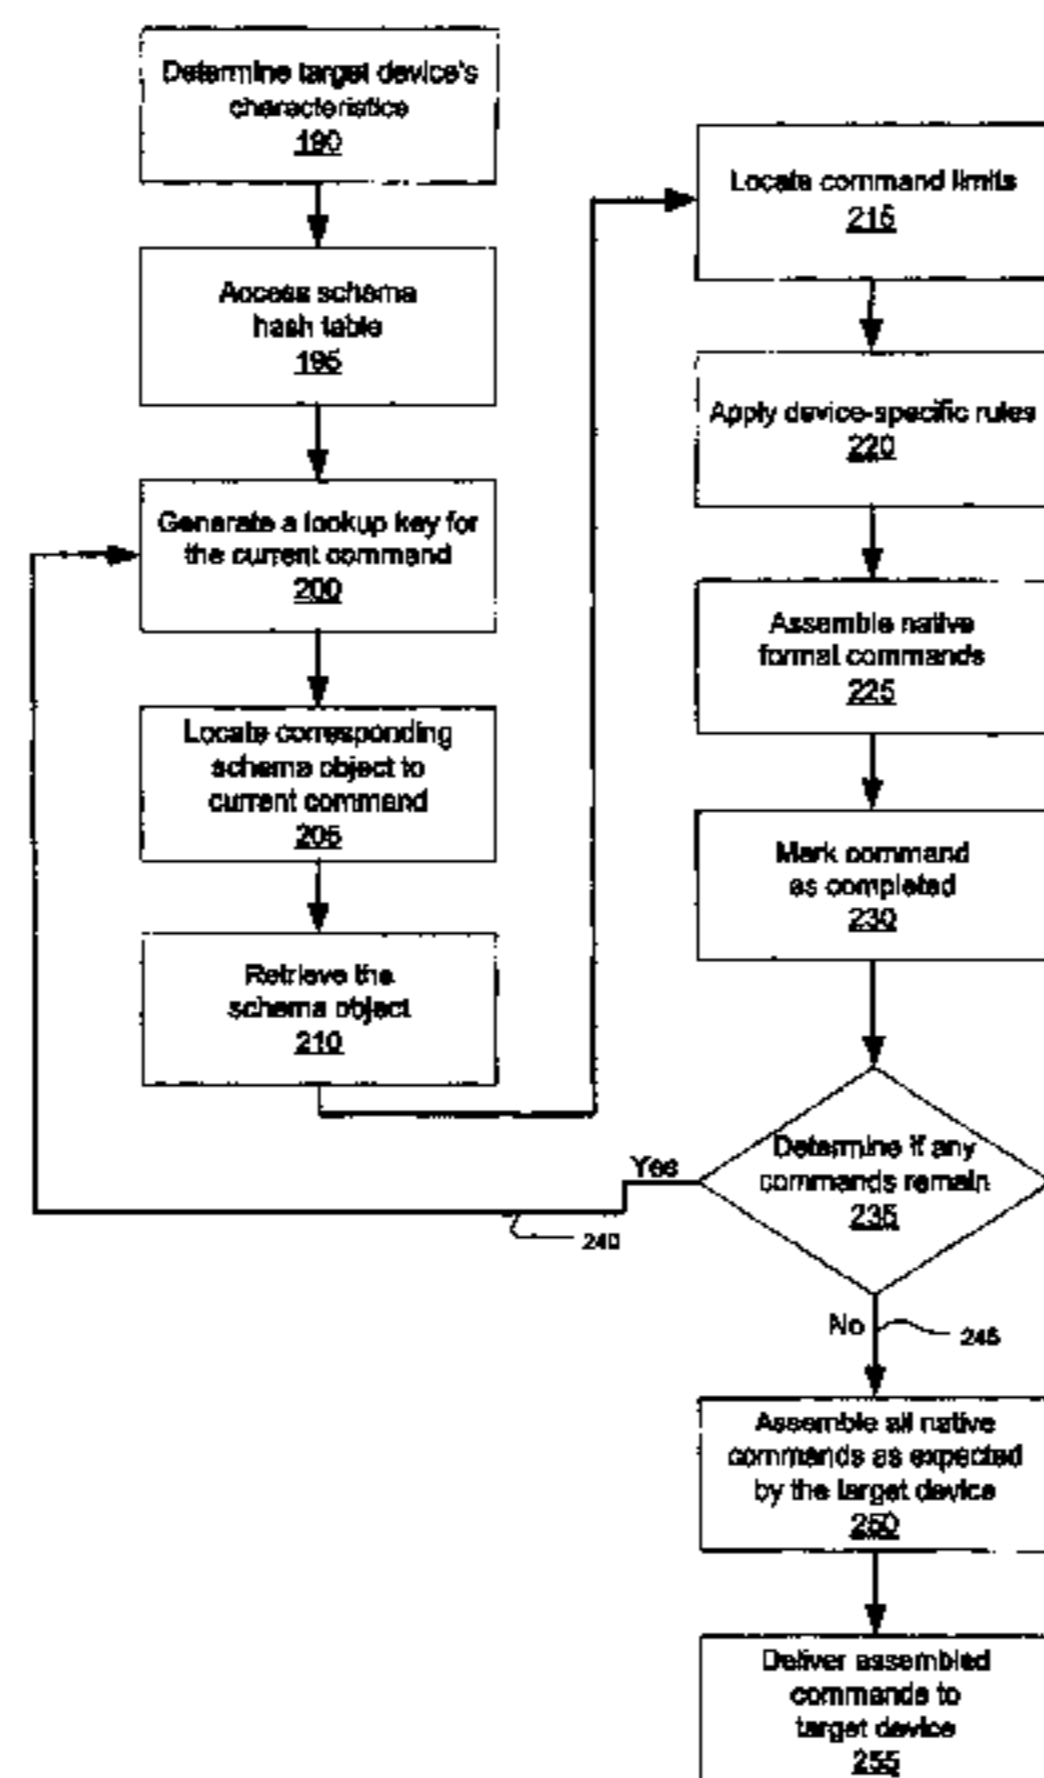 Determine target device's
characteristics
190
Access schema
hash table
195
Generate a lookup key for
the current command
200
Locate corresponding
schema object to
current command
205
Retrieve the
schema object
210
Locate command limits
215
Apply device-specific rules
220
Assemble native
format commands
225
Mark command
as completed
230
Determine if any
commands remain
235
Yes
240
No
245
Assemble all native
commands as expected
by the target device
250
Deliver assembled
commands to
target device
255